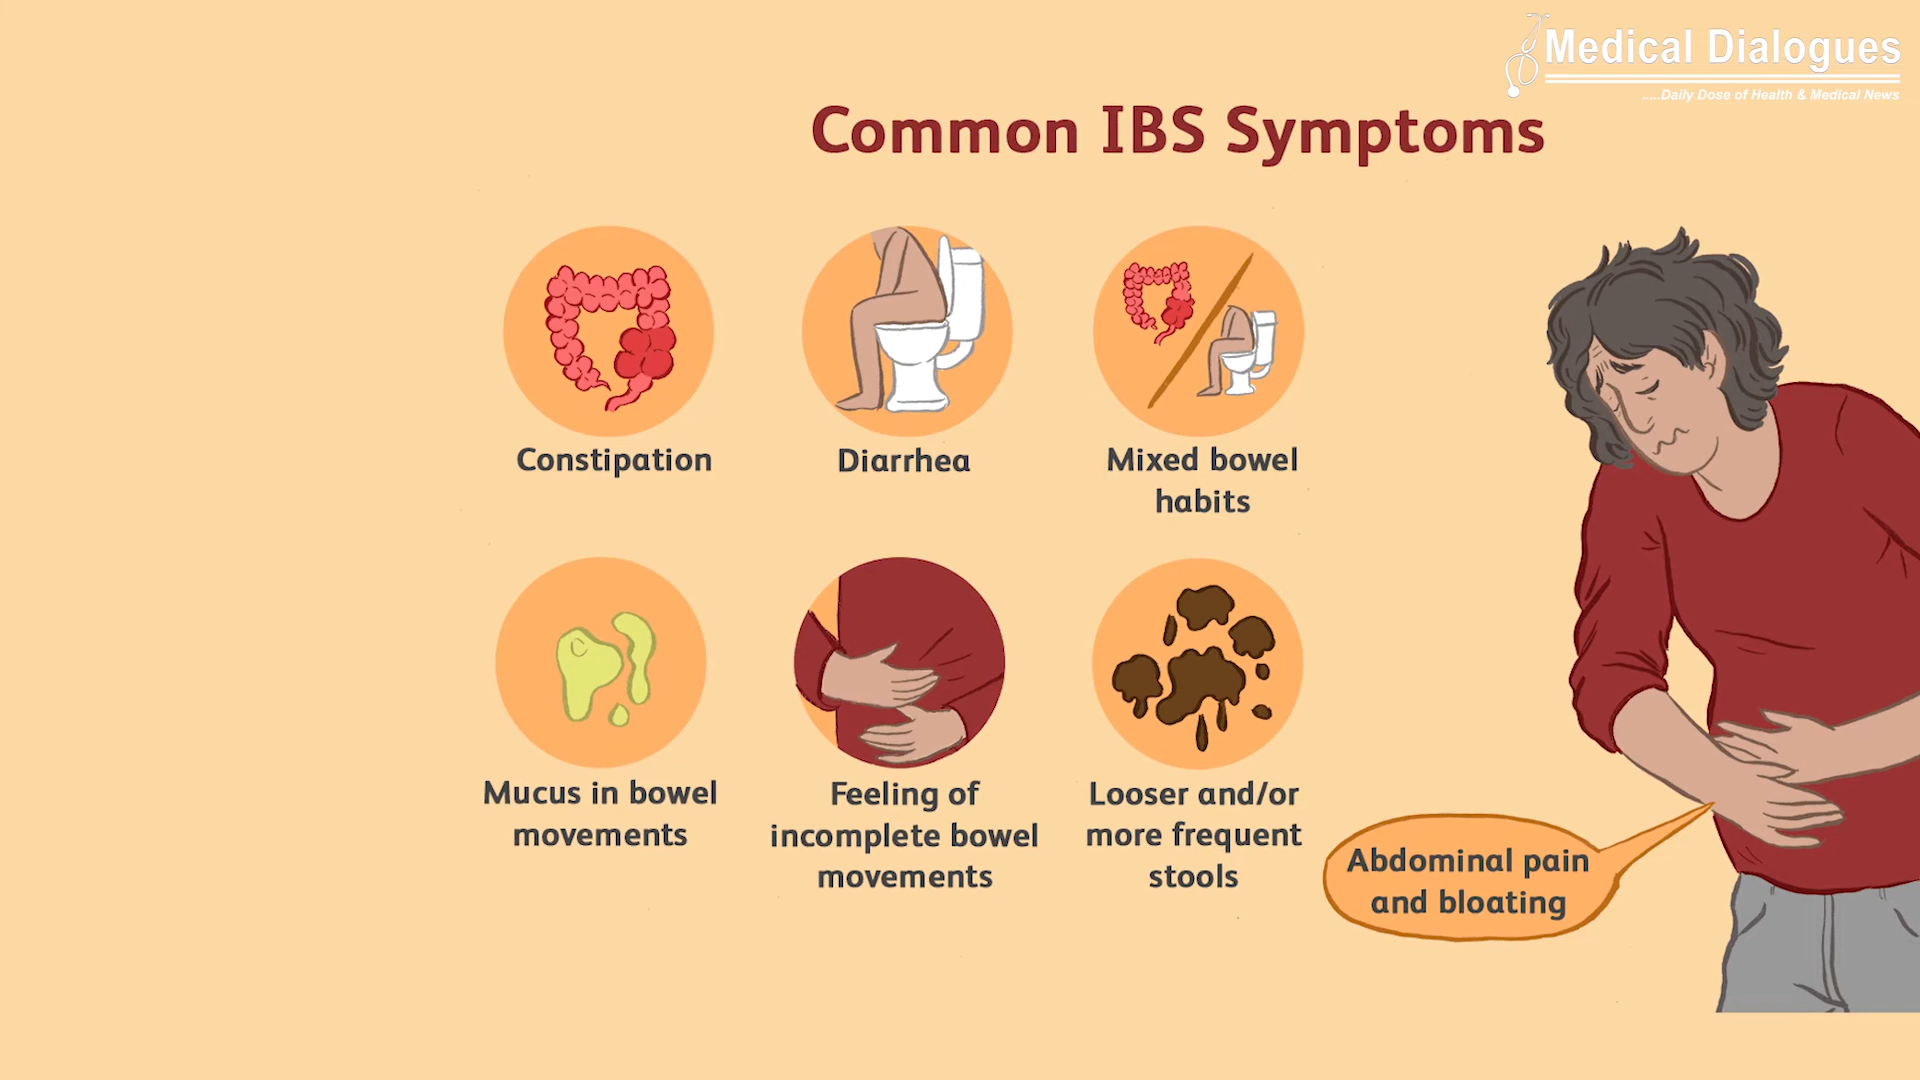 Medical Dialogues
.....Daily Dose of Health & Medical News
Common IBS Symptoms
Constipation
Diarrhea
Mixed bowel
habits
Mucus in bowel
movements
Feeling of
incomplete bowel
movements
Looser and/or
more frequent
stools
Abdominal pain
and bloating